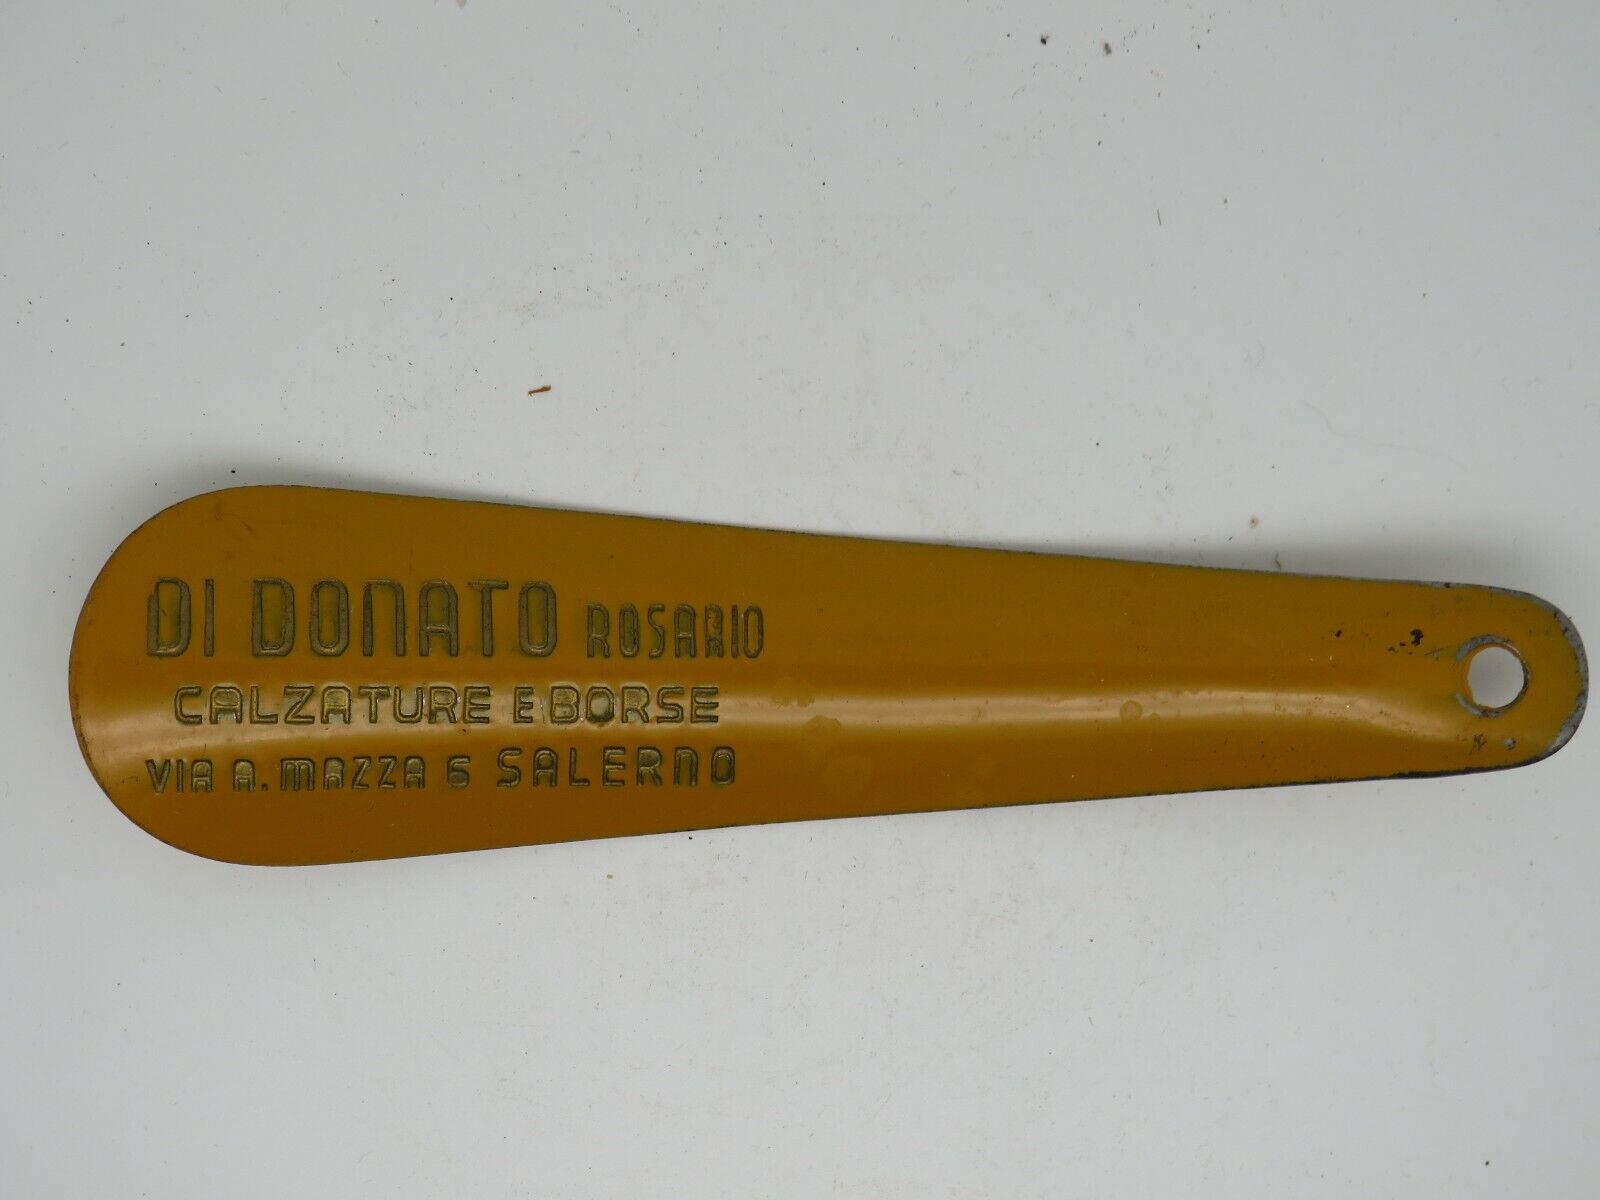 DI DONATO ROSARIO
CALZATURE E BORSE
VIA A. MAZZA 6 SALERNO